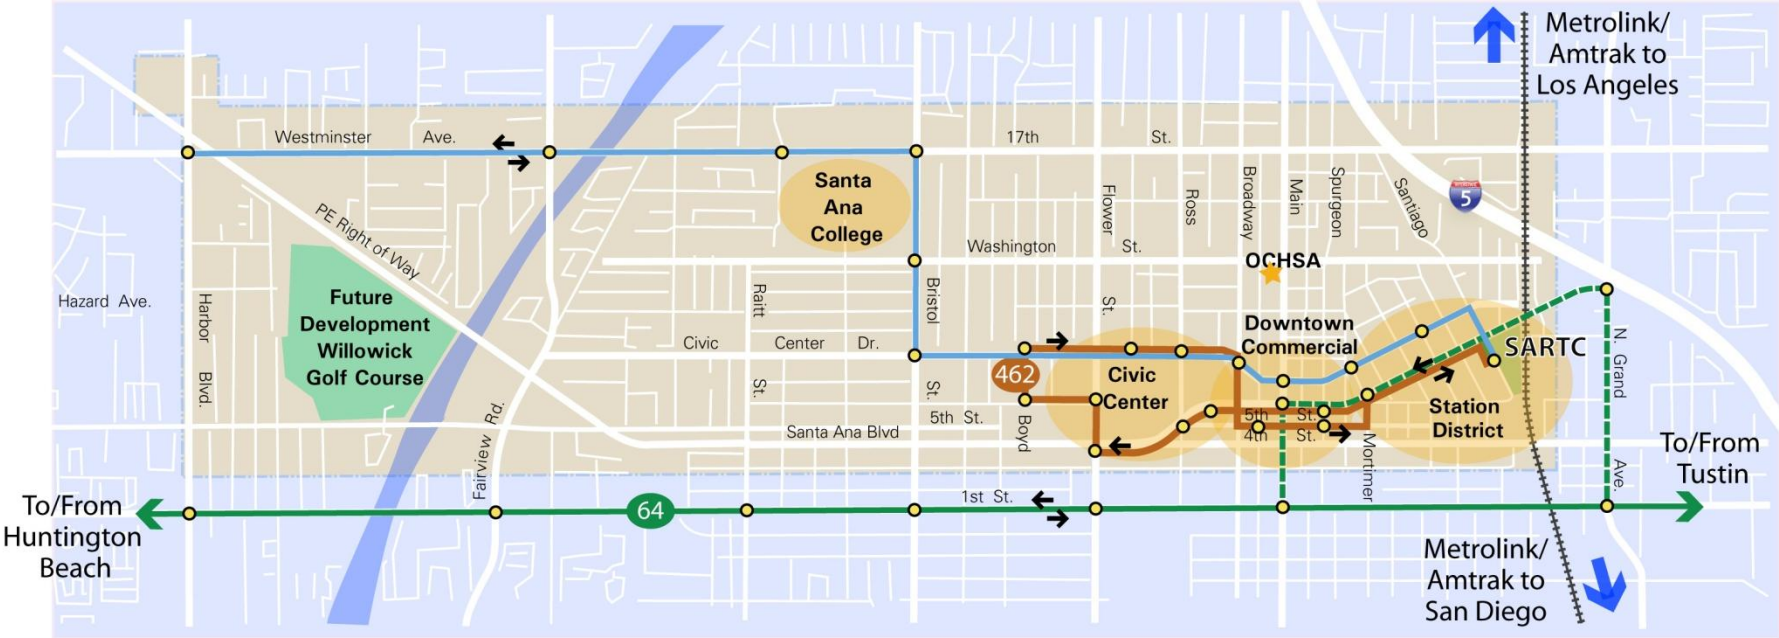 Metrolink/
Amtrak to
Los Angeles
Westminster Ave.
17th St.
5
Santa
Ana
College
PE Right of Way
Flower
St.
Ross
Broadway
Main
Spurgeon
Santiago
Washington St.
OCHSA
Hazard Ave.
Harbor
Blvd.
Future
Development
Willowick
Golf Course
Raitt
St.
Bristol
St.
Civic Center Dr.
Downtown
Commercial
SARTC
N. Grand
Ave.
462
Civic
Center
Station
District
Boyd
5th St.
5th St.
4th St.
Santa Ana Blvd
Mortimer
Fairview Rd.
To/From
Tustin
1st St.
64
To/From
Huntington
Beach
Metrolink/
Amtrak to
San Diego